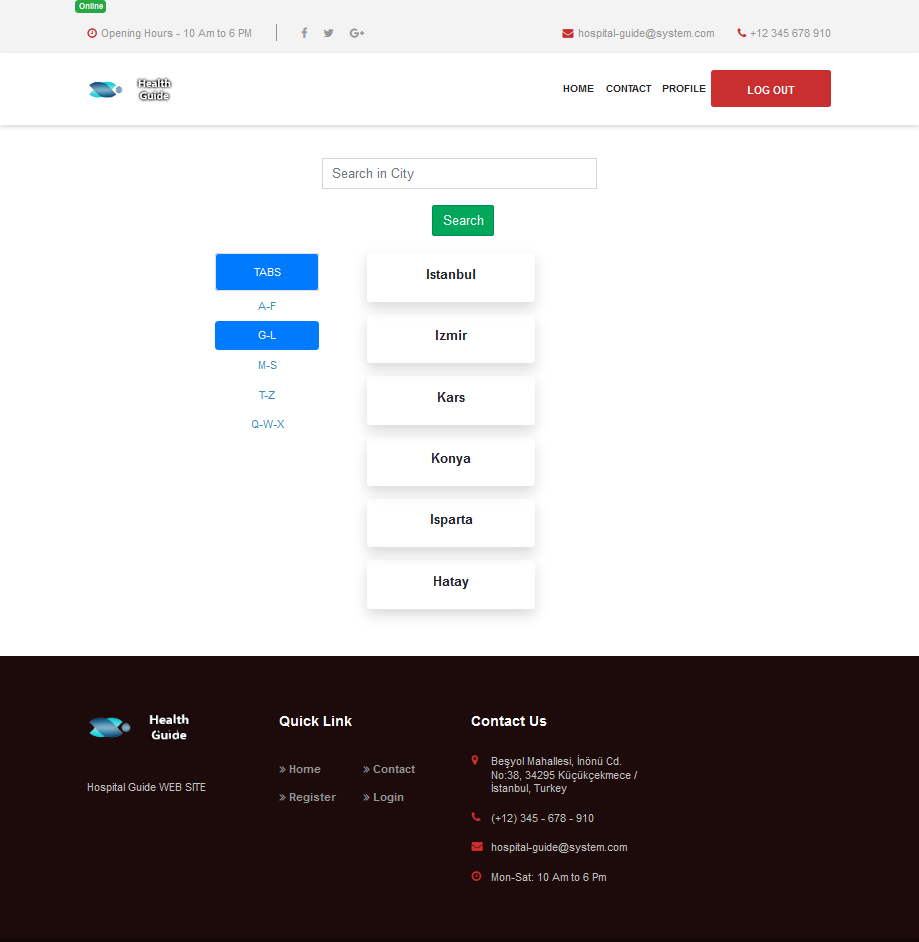 Online
Opening Hours - 10 Am to 6 PM
hospital-guide@system.com
+12 345 678 910
Health
Guide
HOME CONTACT PROFILE LOG OUT
Search in City
Search
TABS
A-F
G-L
M-S
T-Z
Q-W-X
Istanbul
Izmir
Kars
Konya
Isparta
Hatay
Health
Guide
Hospital Guide WEB SITE
Quick Link
» Home
» Contact
» Register
» Login
Contact Us
Beşyol Mahallesi, İnönü Cd.
No:38, 34295 Küçükçekmece /
İstanbul, Turkey
(+12) 345 - 678 - 910
hospital-guide@system.com
Mon-Sat: 10 Am to 6 Pm